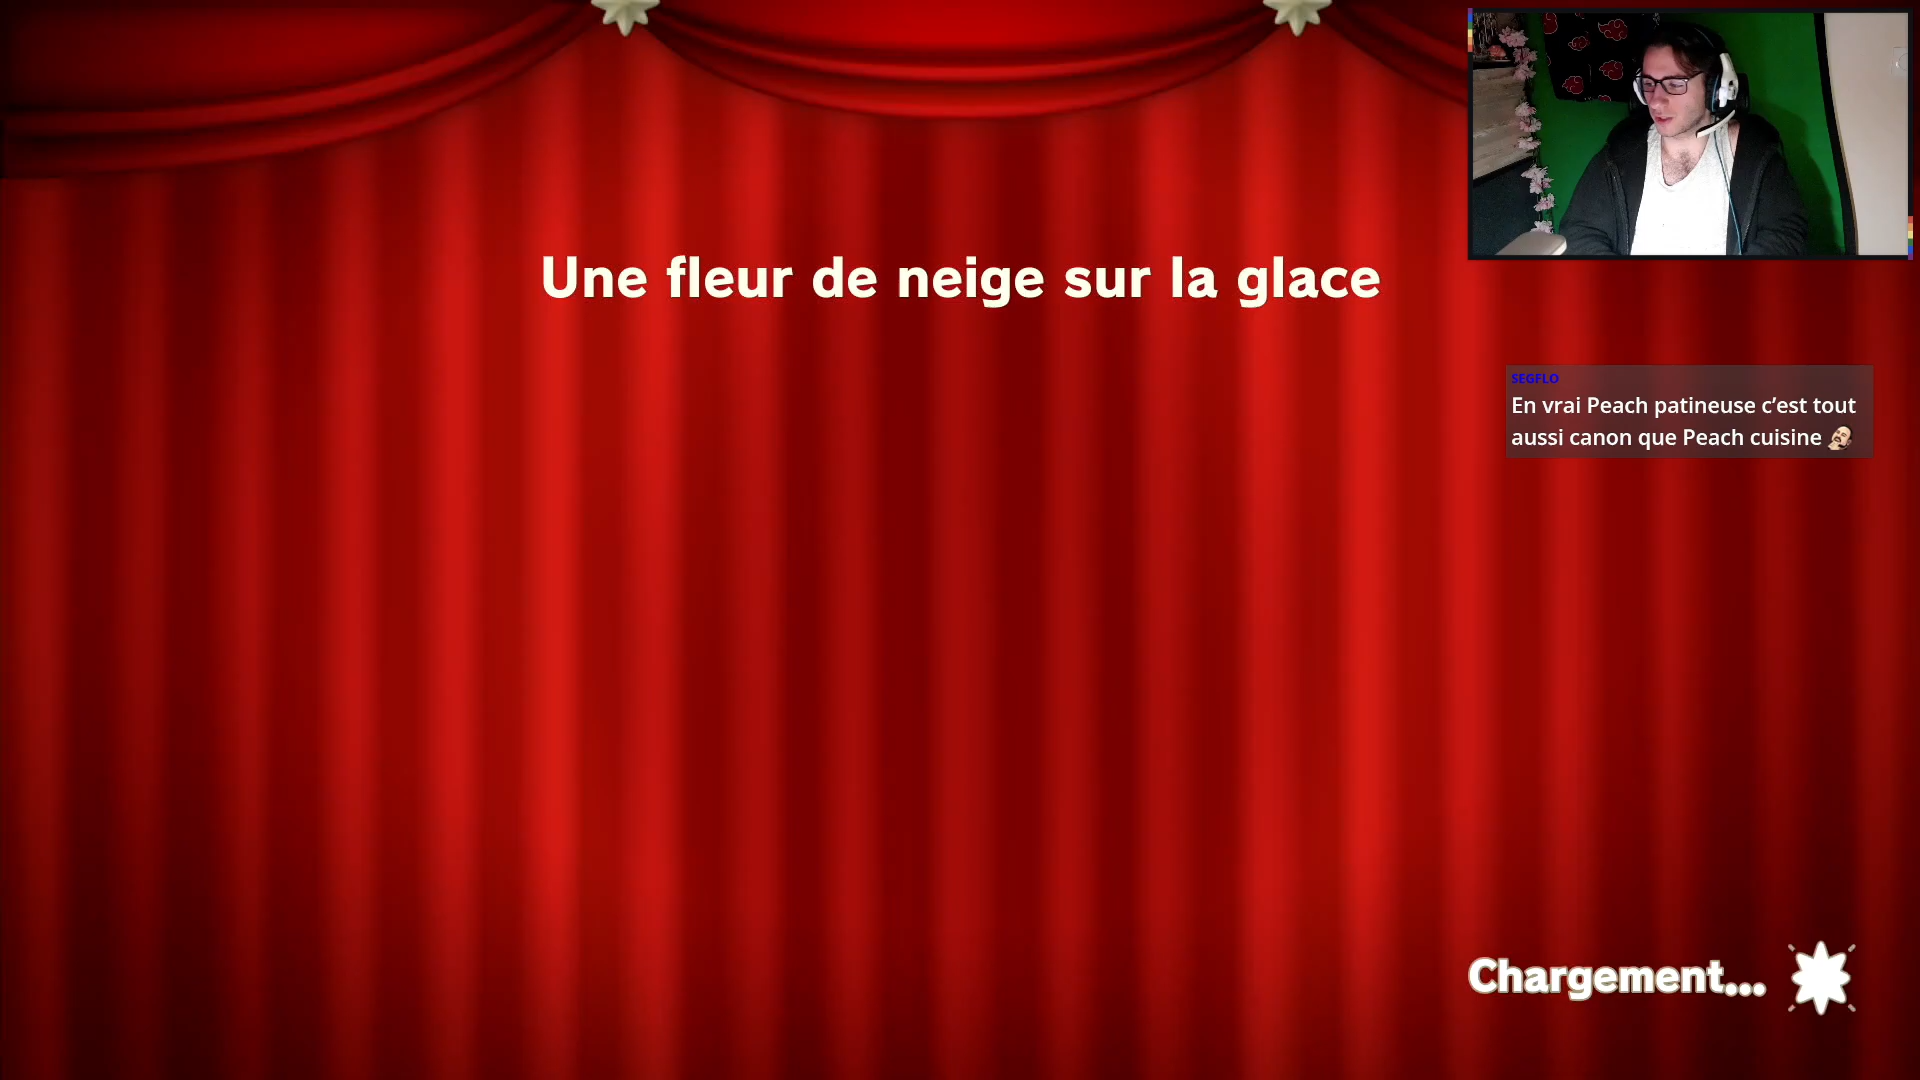 Une fleur de neige sur la glace
SEGFLO
En vrai Peach patineuse c’est tout
aussi canon que Peach cuisine
Chargement...